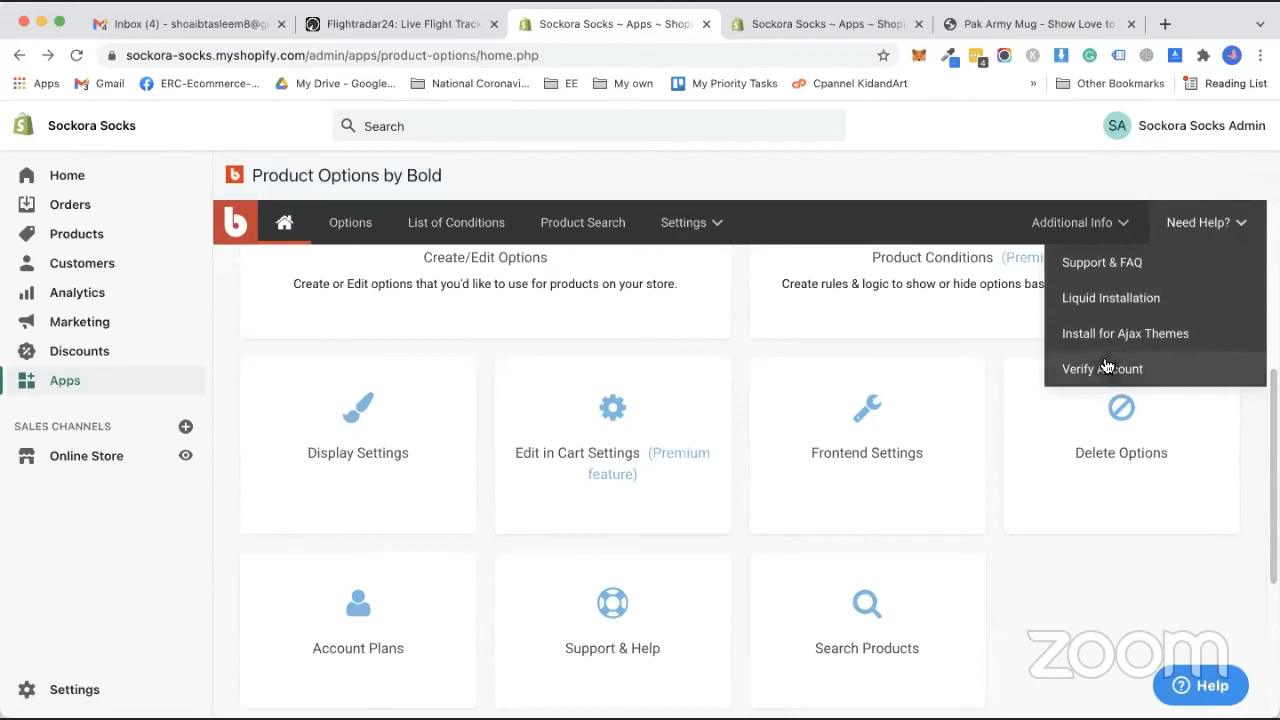 Inbox (4) - shoaibtasleem8@g
Flightradar24: Live Flight Track
Sockora Socks ~ Apps ~ Shopi
Sockora Socks ~ Apps ~ Shopi
Pak Army Mug - Show Love to
sockora-socks.myshopify.com/admin/apps/product-options/home.php
4
Apps
Gmail
ERC-Ecommerce-...
My Drive - Google...
National Coronavi...
EE
My own
My Priority Tasks
Cpannel KidandArt
»
Other Bookmarks
Reading List
Sockora Socks
Search
SA
Sockora Socks Admin
Home
Orders
Products
Customers
Analytics
Marketing
Discounts
Apps
SALES CHANNELS
Online Store
Settings
Product Options by Bold
b
Options
List of Conditions
Product Search
Settings
Additional Info
Need Help?
Support & FAQ
Liquid Installation
Install for Ajax Themes
Verify Account
Create/Edit Options
Create or Edit options that you'd like to use for products on your store.
Product Conditions (Premi
Create rules & logic to show or hide options bas
Display Settings
Edit in Cart Settings (Premium
feature)
Frontend Settings
Delete Options
Account Plans
Support & Help
Search Products
zoom
Help